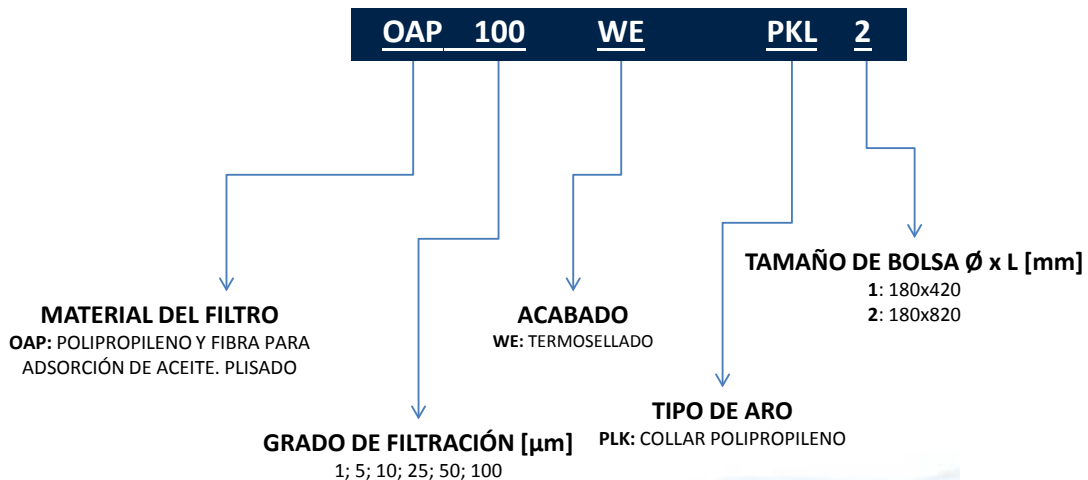 OAP 100 WE PKL 2
TAMAÑO DE BOLSA Ø x L [mm]
1: 180x420
2: 180x820
MATERIAL DEL FILTRO
OAP: POLIPROPILENO Y FIBRA PARA
ADSORCIÓN DE ACEITE. PLISADO
ACABADO
WE: TERMOSELLADO
TIPO DE ARO
PLK: COLLAR POLIPROPILENO
GRADO DE FILTRACIÓN [µm]
1; 5; 10; 25; 50; 100